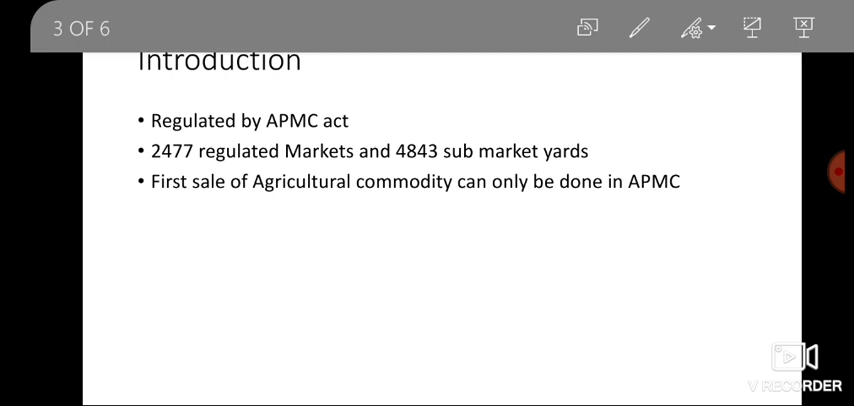 3 OF 6
Introduction
• Regulated by APMC act
• 2477 regulated Markets and 4843 sub market yards
• First sale of Agricultural commodity can only be done in APMC
V RECORDER